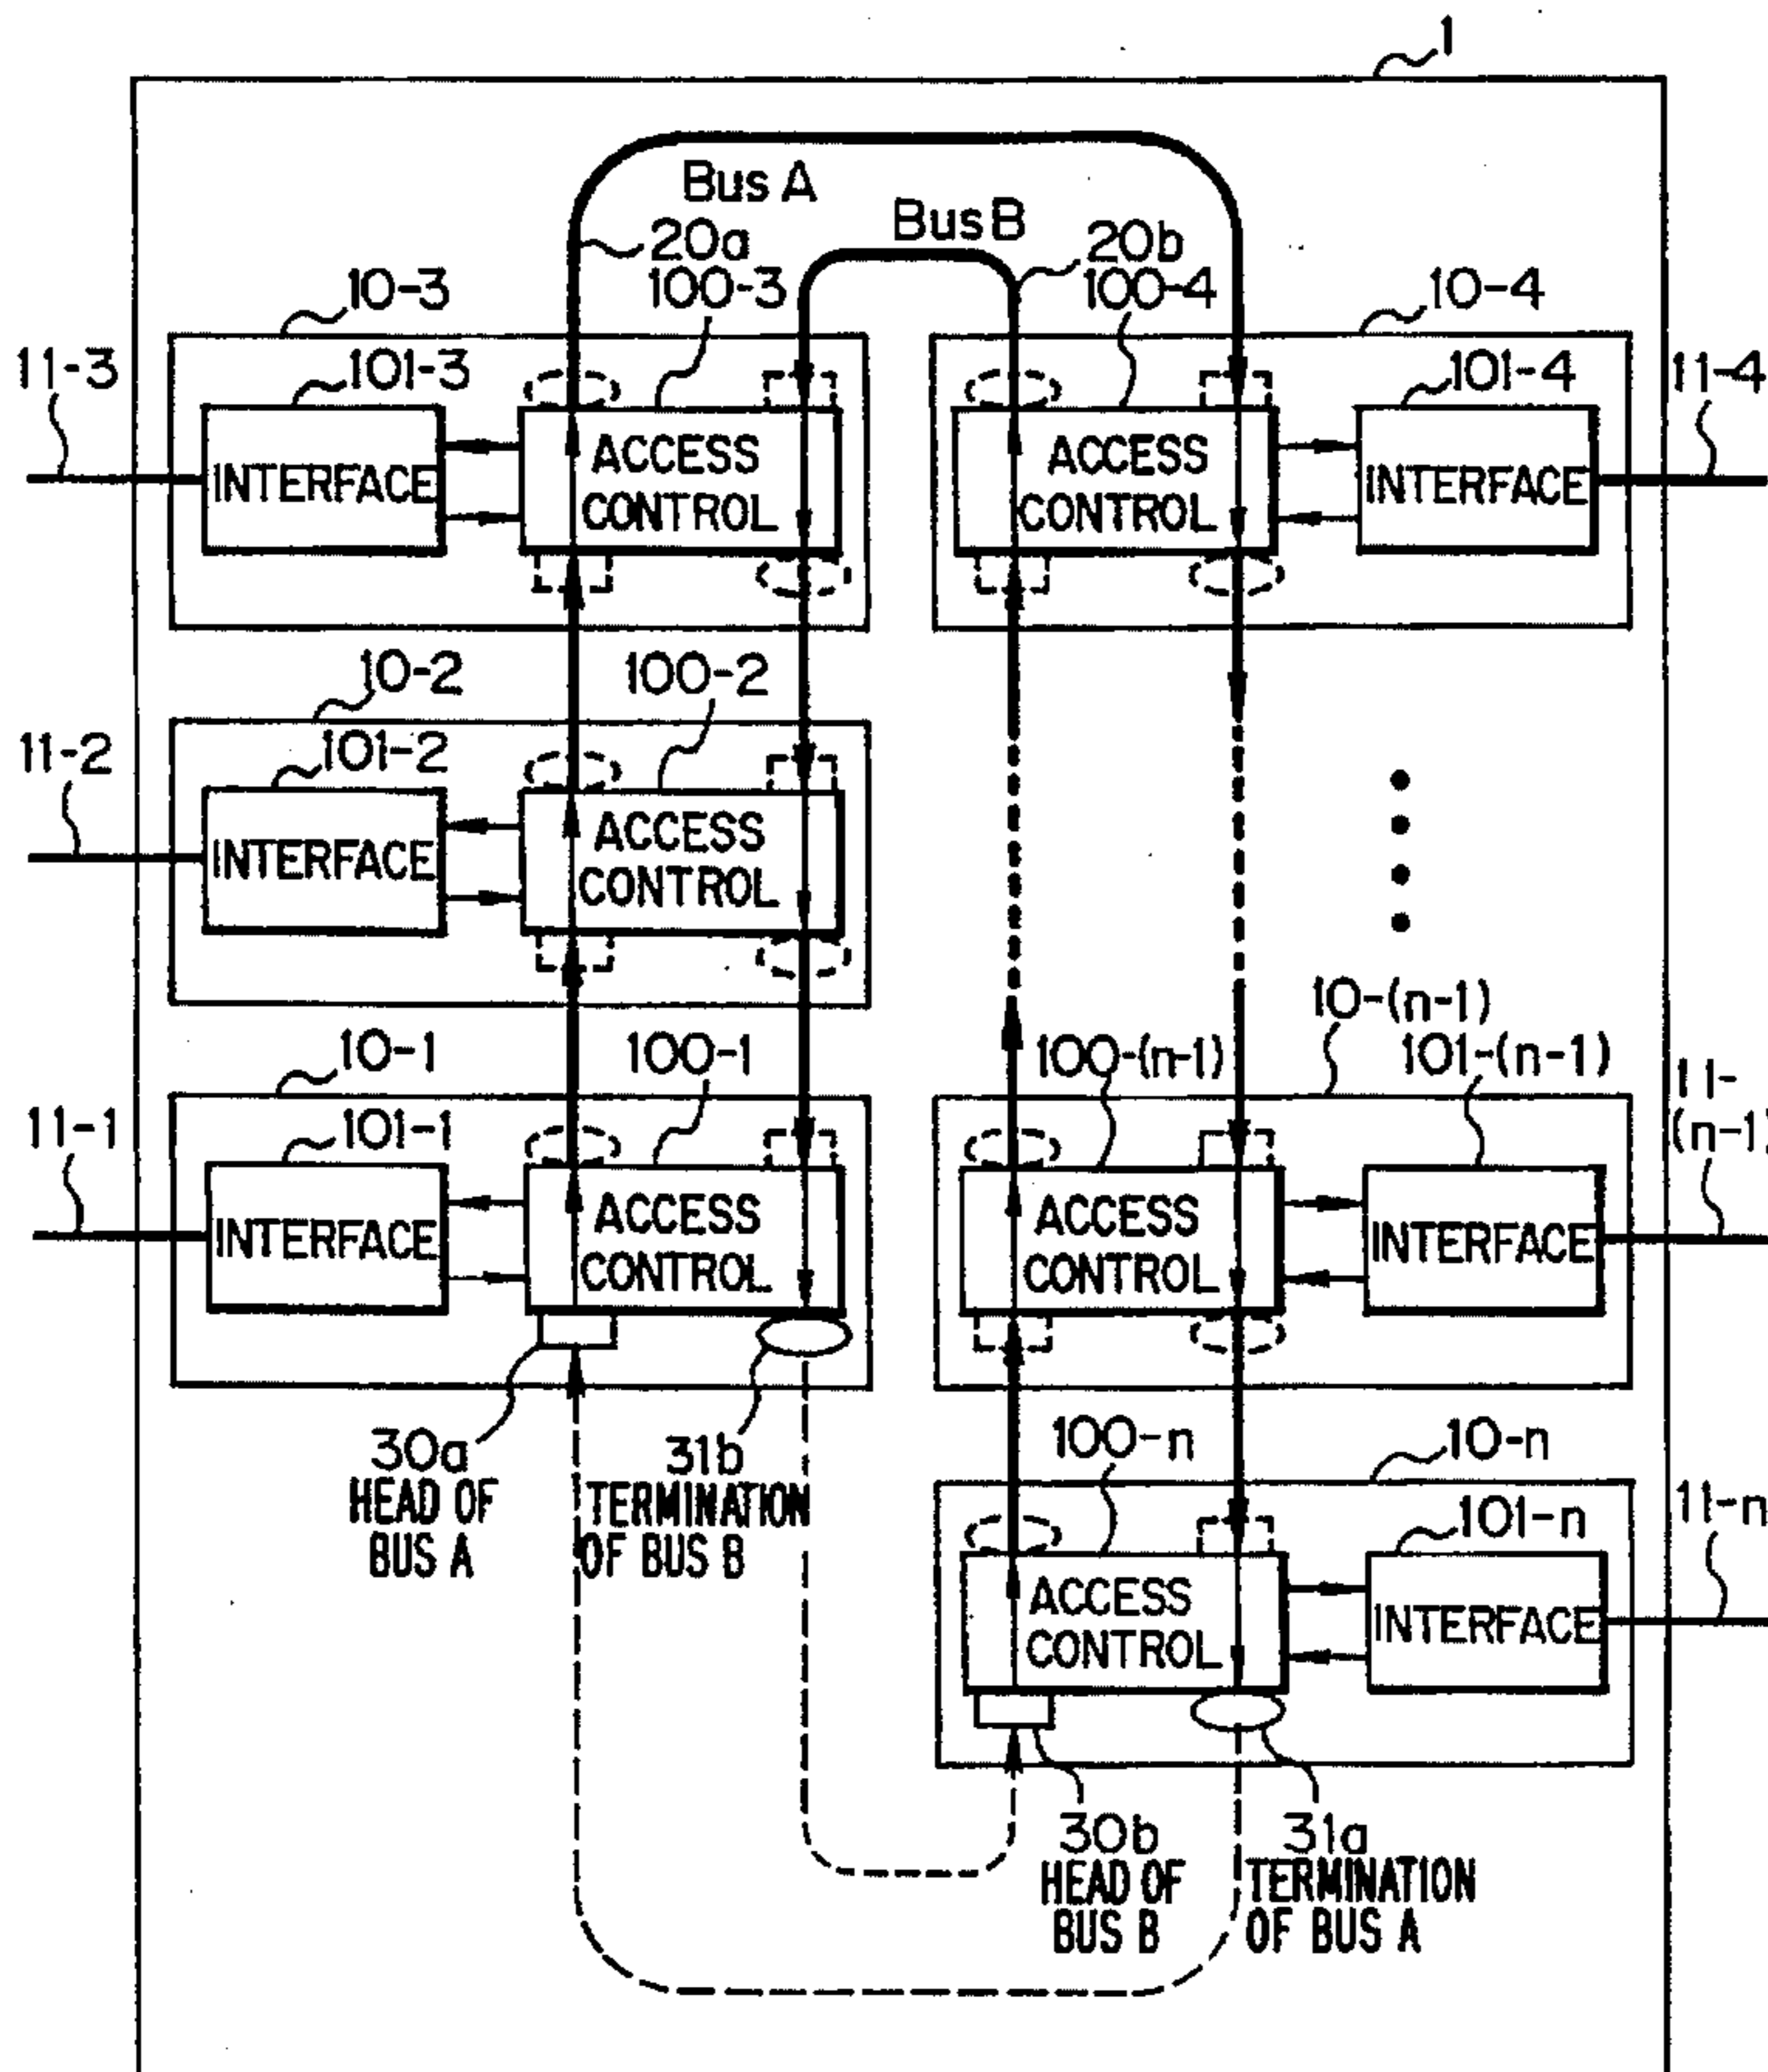 1
Bus A
Bus B
20a
20b
10-3
100-3
100-4
10-4
11-3
101-3
101-4
11-4
INTERFACE
ACCESS
CONTROL
ACCESS
CONTROL
INTERFACE
10-2
100-2
11-2
101-2
INTERFACE
ACCESS
CONTROL
10-(n-1)
10-1
100-1
100-(n-1)
101-(n-1)
11-
(n-1)
11-1
101-1
INTERFACE
ACCESS
CONTROL
ACCESS
CONTROL
INTERFACE
30a
HEAD OF
BUS A
31b
TERMINATION
OF BUS B
100-n
10-n
101-n
11-n
ACCESS
CONTROL
INTERFACE
30b
HEAD OF
BUS B
31a
TERMINATION
OF BUS A